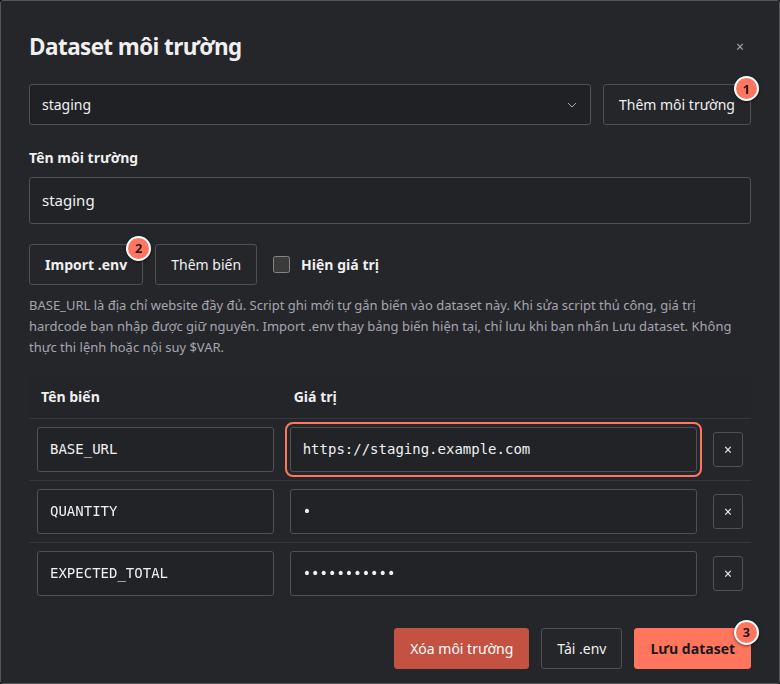 Dataset môi trường
×
staging
Thêm môi trường
1
Tên môi trường
staging
Import .env
2
Thêm biến
Hiện giá trị
BASE_URL là địa chỉ website đầy đủ. Script ghi mới tự gắn biến vào dataset này. Khi sửa script thủ công, giá trị
hardcode bạn nhập được giữ nguyên. Import .env thay bảng biến hiện tại, chỉ lưu khi bạn nhấn Lưu dataset. Không
thực thi lệnh hoặc nội suy $VAR.
Tên biến Giá trị
BASE_URL https://staging.example.com ×
QUANTITY • ×
EXPECTED_TOTAL ••••••••••• ×
Xóa môi trường
Tải .env
Lưu dataset
3